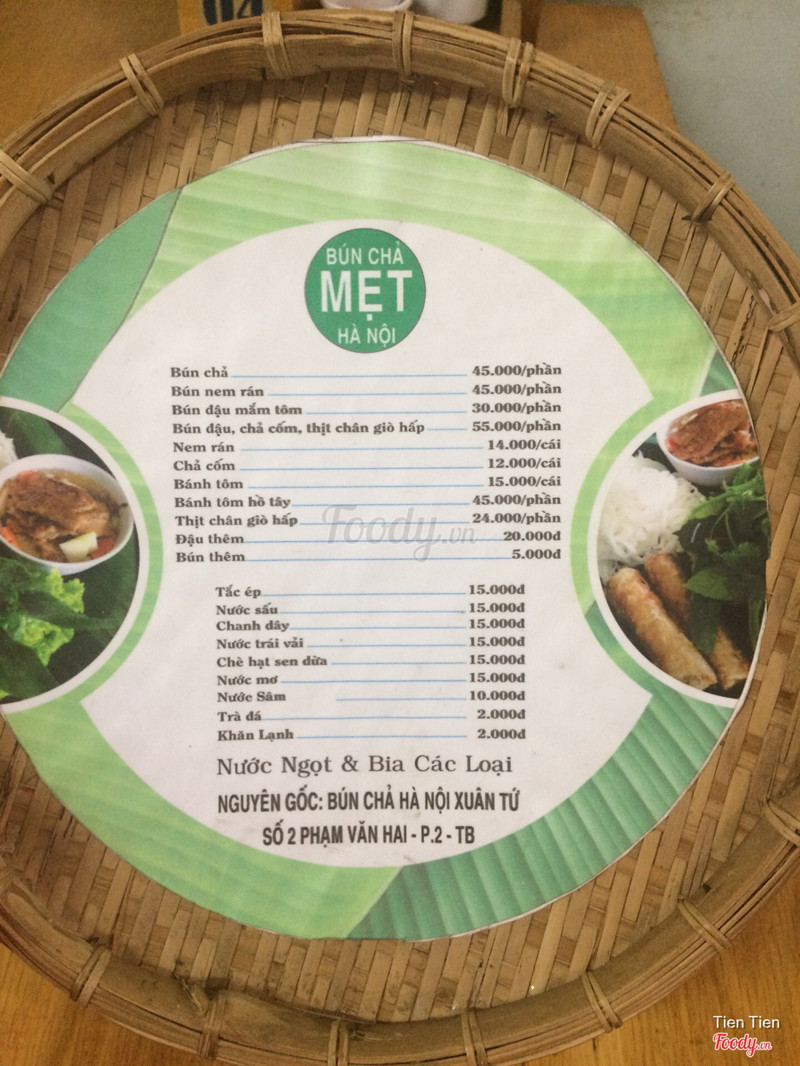 04
BÚN CHẢ
MẸT
HÀ NỘI
Bún chả 45.000/phần
Bún nem rán 45.000/phần
Bún đậu mắm tôm 30.000/phần
Bún đậu, chả cốm, thịt chân giò hấp 55.000/phần
Nem rán 14.000/cái
Chả cốm 12.000/cái
Bánh tôm 15.000/cái
Bánh tôm hồ tây 45.000/phần
Thịt chân giò hấp 24.000/phần
Đậu thêm 20.000đ
Bún thêm 5.000đ
Foody.vn
Tắc ép 15.000đ
Nước sấu 15.000đ
Chanh dây 15.000đ
Nước trái vải 15.000đ
Chè hạt sen dừa 15.000đ
Nước mơ 15.000đ
Nước Sâm 10.000đ
Trà đá 2.000đ
Khăn Lạnh 2.000đ
Nước Ngọt & Bia Các Loại
NGUYÊN GỐC: BÚN CHẢ HÀ NỘI XUÂN TỨ
SỐ 2 PHẠM VĂN HAI - P.2 - TB
Tien Tien
Foody.vn